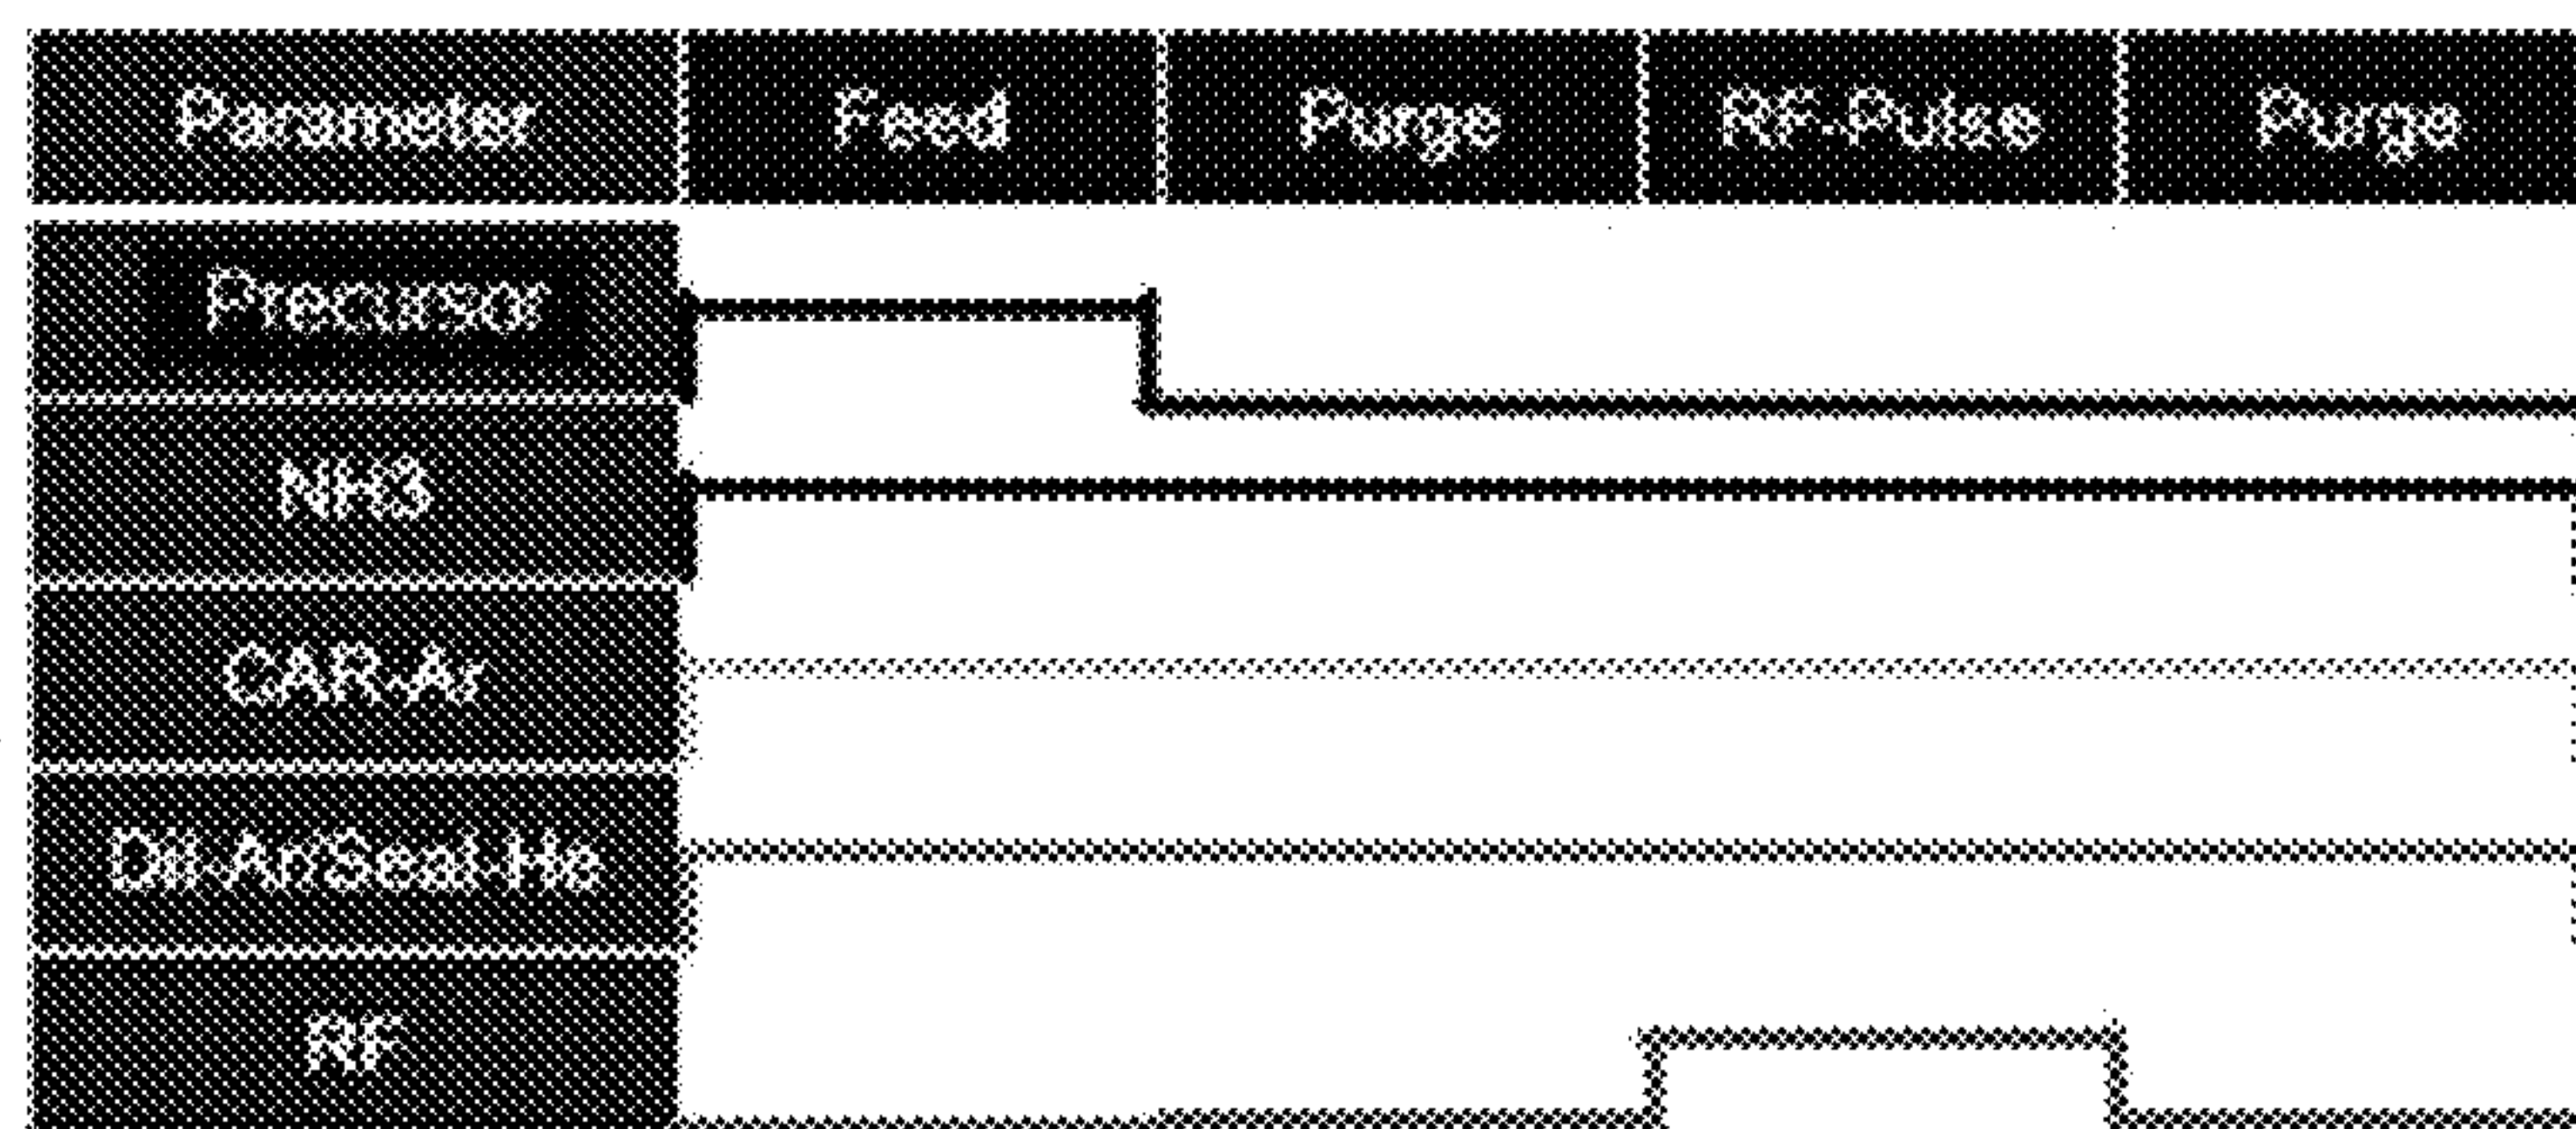 Parameter Feed Purge RF-Pulse Purge
Precursor
NH3
CAR-Ar
Dil-Ar/Seal-He
RF